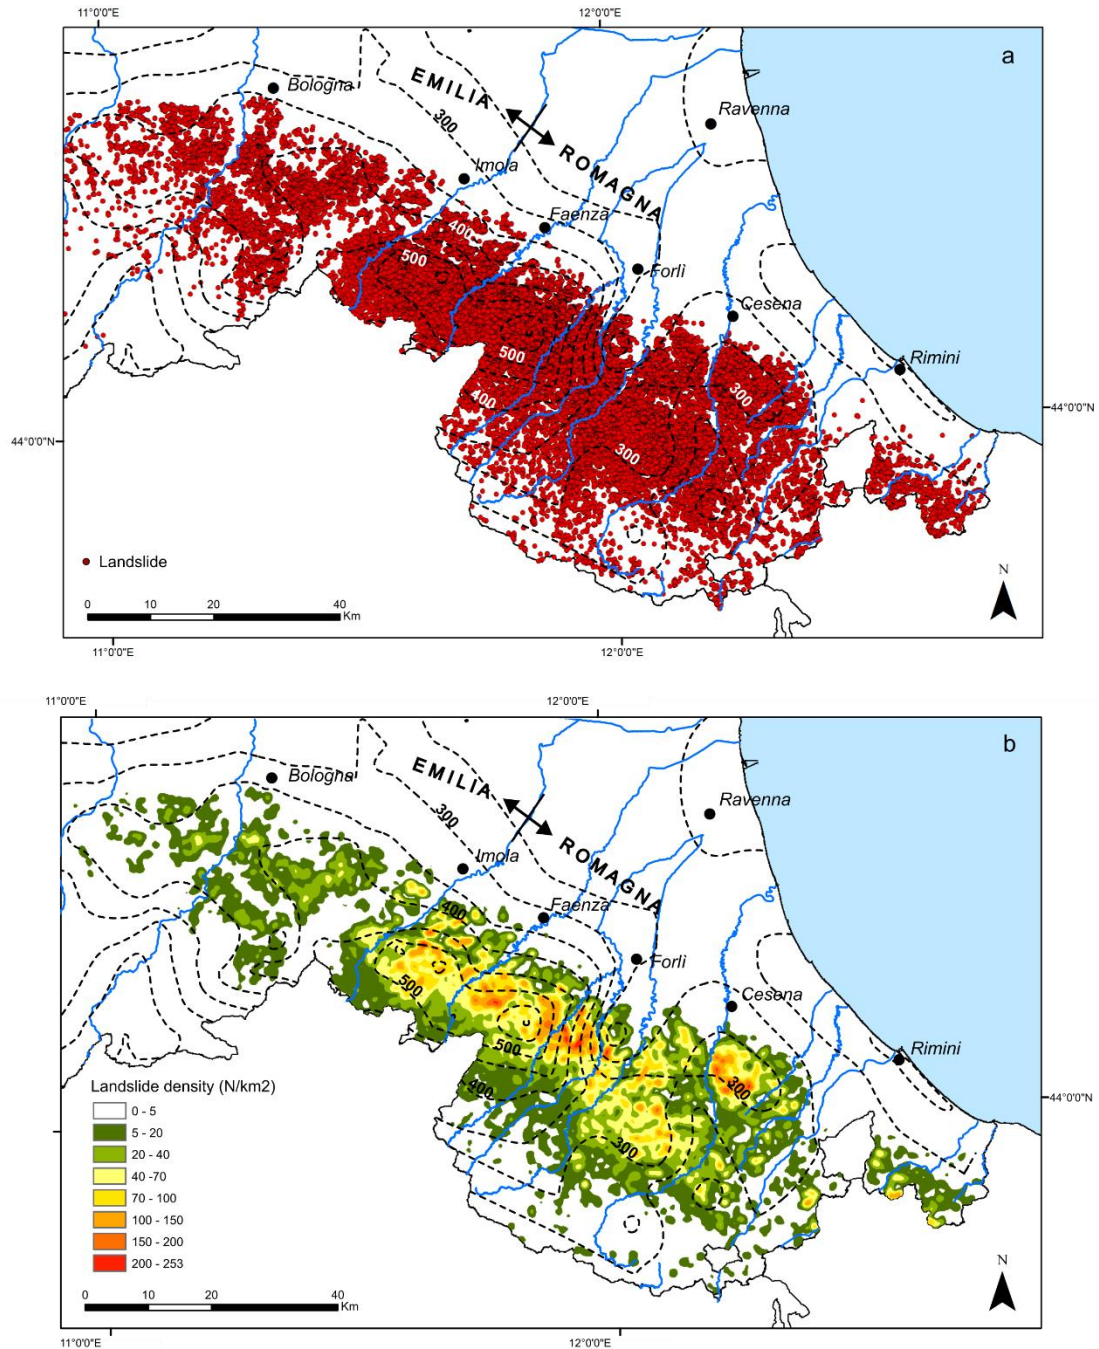 11°0'0"E
12°0'0"E
a
Bologna
EMILIA
Ravenna
300
ROMAGNA
Imola
Faenza
400
500
Forlì
Cesena
500
Rimini
300
400
44°0'0"N
44°0'0"N
300
Landslide
N
0 10 20 40
Km
11°0'0"E
12°0'0"E
11°0'0"E
12°0'0"E
b
Bologna
EMILIA
Ravenna
300
ROMAGNA
Imola
Faenza
400
Forlì
500
Cesena
500
Rimini
400
300
Landslide density (N/km2)
44°0'0"N
0 - 5
5 - 20
20 - 40
40 -70
70 - 100
100 - 150
150 - 200
200 - 253
300
N
0 10 20 40
Km
11°0'0"E
12°0'0"E